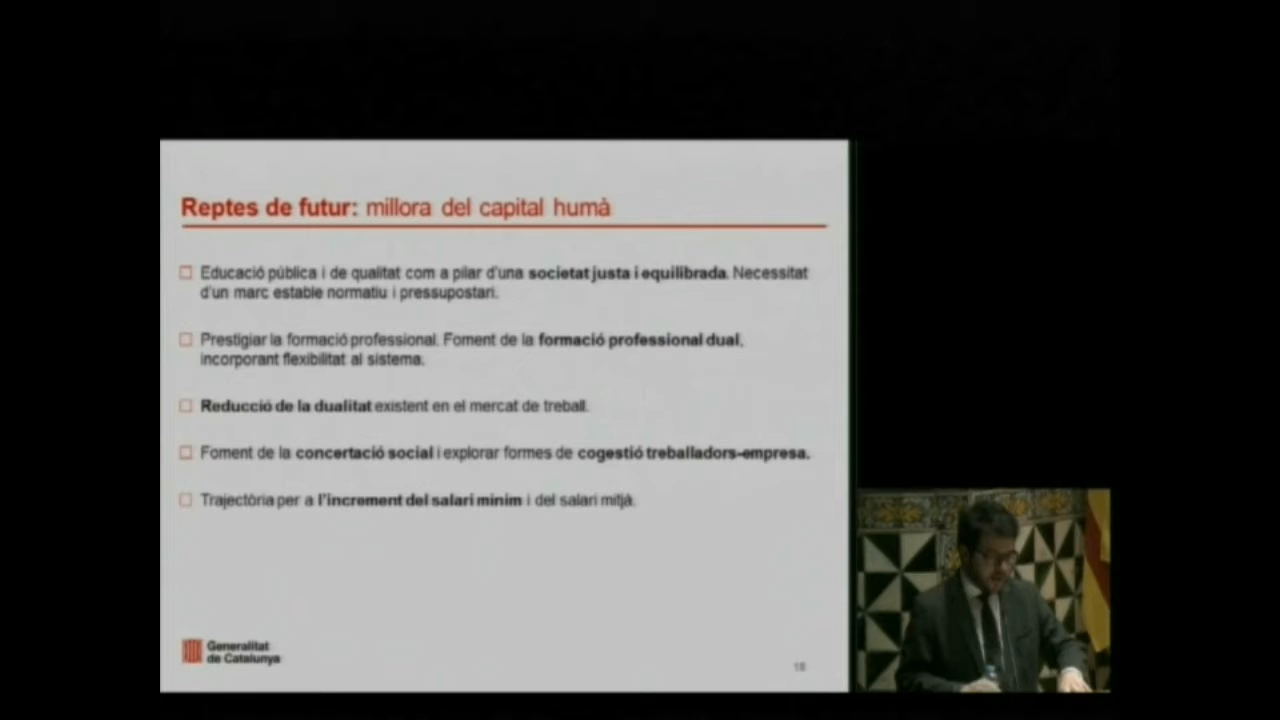 Reptes de futur: millora del capital humà
Educació pública i de qualitat com a pilar d'una societat justa i equilibrada. Necessitat
d'un marc estable normatiu i pressupostari.
Prestigiar la formació professional. Foment de la formació professional dual,
incorporant flexibilitat al sistema.
Reducció de la dualitat existent en el mercat de treball.
Foment de la concertació social i explorar formes de cogestió treballadors-empresa.
Trajectòria per a l'increment del salari mínim i del salari mitjà.
Generalitat
de Catalunya